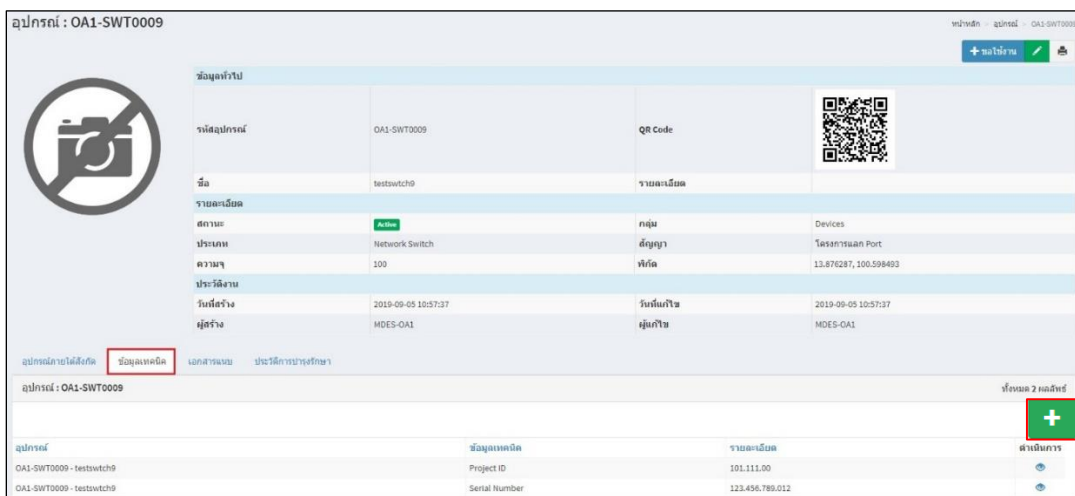 อุปกรณ์ : OA1-SWT0009
หน้าหลัก > อุปกรณ์ > OA1-SWT0009
+ ขอใช้งาน
ข้อมูลทั่วไป
รหัสอุปกรณ์ OA1-SWT0009 QR Code
ชื่อ testswtch9 รายละเอียด
รายละเอียด
สถานะ Active กลุ่ม Devices
ประเภท Network Switch สัญญา โครงการแลก Port
ความจุ 100 พิกัด 13.876287, 100.598493
ประวัติงาน
วันที่สร้าง 2019-09-05 10:57:37 วันที่แก้ไข 2019-09-05 10:57:37
ผู้สร้าง MDES-OA1 ผู้แก้ไข MDES-OA1
อุปกรณ์ภายใต้สังกัด ข้อมูลเทคนิค เอกสารแนบ ประวัติการบำรุงรักษา
อุปกรณ์ : OA1-SWT0009 ทั้งหมด 2 ผลลัพธ์
+
อุปกรณ์ ข้อมูลเทคนิค รายละเอียด ดำเนินการ
OA1-SWT0009 - testswtch9 Project ID 101.111.00
OA1-SWT0009 - testswtch9 Serial Number 123.456.789.012